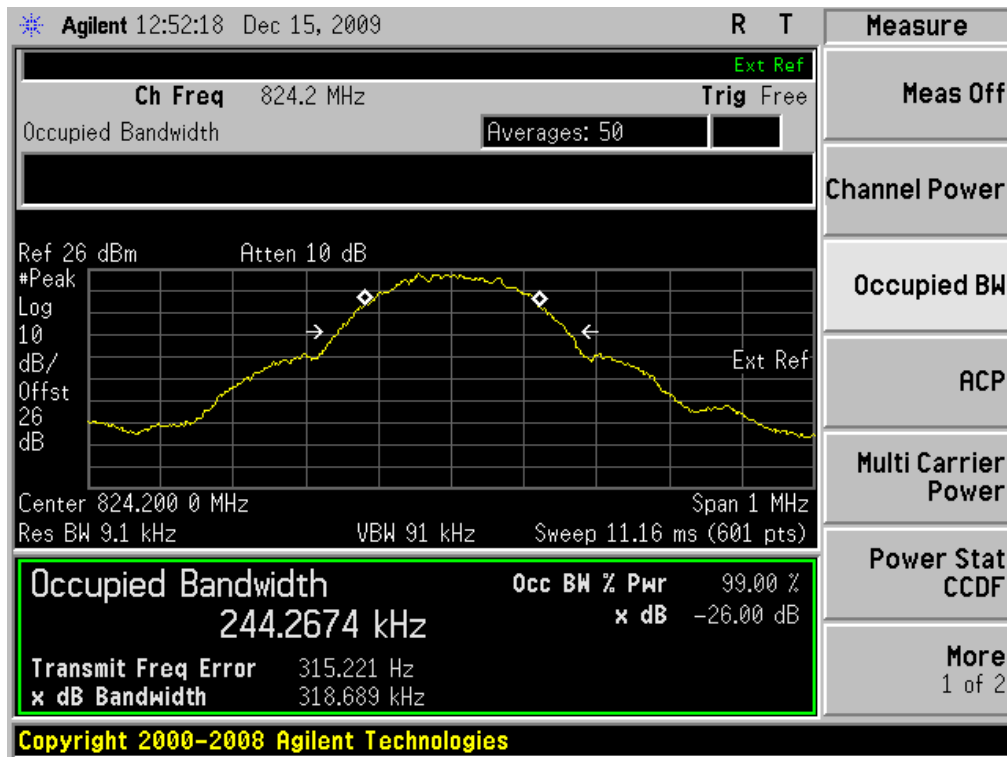 Agilent 12:52:18 Dec 15, 2009 R T
Ext Ref
Ch Freq 824.2 MHz Trig Free
Occupied Bandwidth Averages: 50
Ref 26 dBm Atten 10 dB
#Peak
Log
10
dB/
Offst
26
dB
Ext Ref
Center 824.200 0 MHz Span 1 MHz
Res BW 9.1 kHz VBW 91 kHz Sweep 11.16 ms (601 pts)
Occupied Bandwidth Occ BW % Pwr 99.00 %
244.2674 kHz x dB -26.00 dB
Transmit Freq Error 315.221 Hz
x dB Bandwidth 318.689 kHz
Copyright 2000-2008 Agilent Technologies
Measure
Meas Off
Channel Power
Occupied BW
ACP
Multi Carrier
Power
Power Stat
CCDF
More
1 of 2